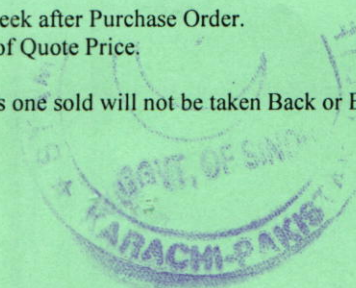 eek after Purchase Order.
of Quote Price.
s one sold will not be taken Back or E
GOVT, OF SIND
KARACHI-PAKIS